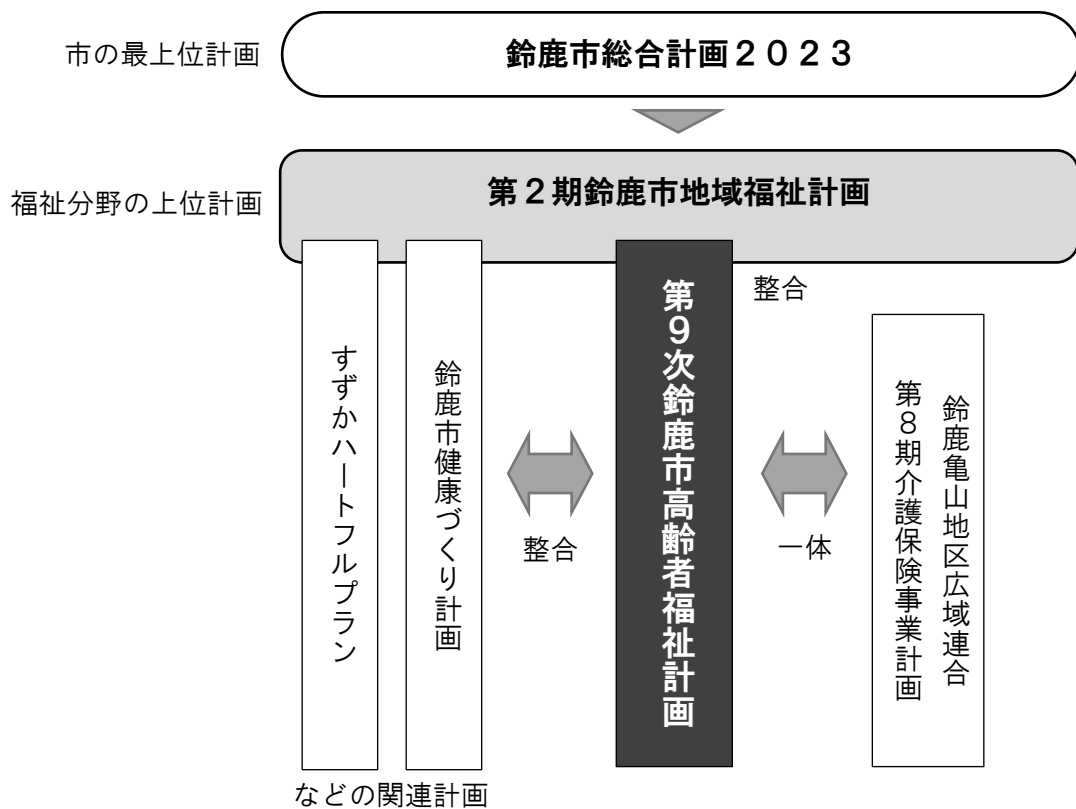 市の最上位計画
鈴鹿市総合計画２０２３
福祉分野の上位計画
第２期鈴鹿市地域福祉計画
すずかハートフルプラン
鈴鹿市健康づくり計画
などの関連計画
整合
第９次鈴鹿市高齢者福祉計画
整合
一体
鈴鹿亀山地区広域連合
第８期介護保険事業計画